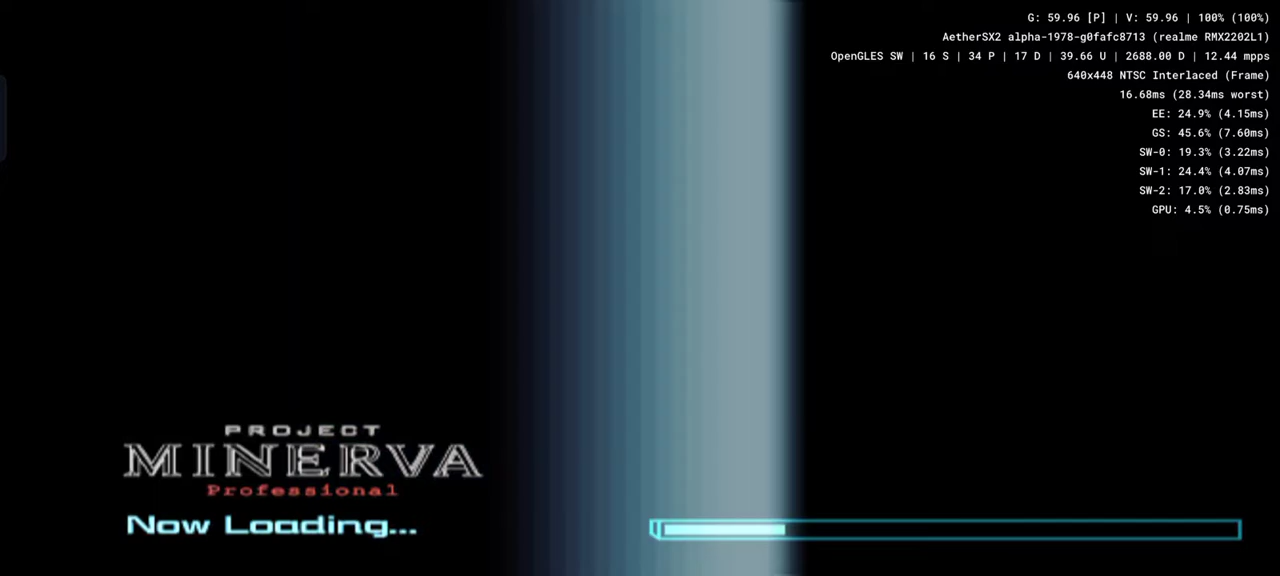 G: 59.96 [P] | V: 59.96 | 100% (100%)
AetherSX2 alpha-1978-g0fafc8713 (realme RMX2202L1)
OpenGLES SW | 16 S | 34 P | 17 D | 39.66 U | 2688.00 D | 12.44 mpps
640x448 NTSC Interlaced (Frame)
16.68ms (28.34ms worst)
EE: 24.9% (4.15ms)
GS: 45.6% (7.60ms)
SW-0: 19.3% (3.22ms)
SW-1: 24.4% (4.07ms)
SW-2: 17.0% (2.83ms)
GPU: 4.5% (0.75ms)
PROJECT
MINERVA
Professional
Now Loading...